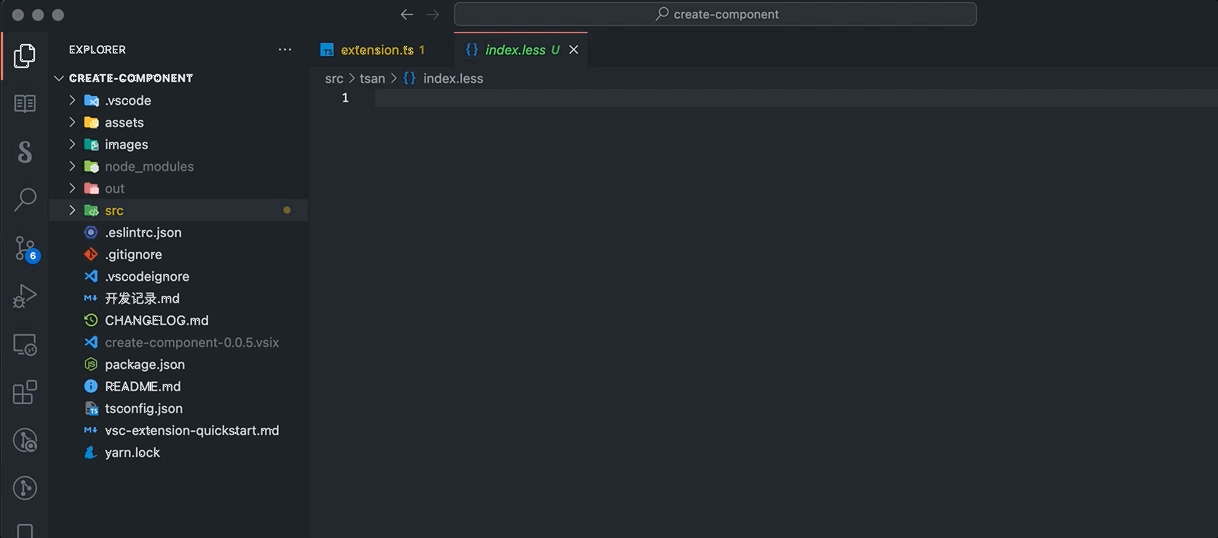 create-component
EXPLORER
extension.ts 1
index.less U
CREATE-COMPONENT
src > tsan > {} index.less
1
.vscode
assets
images
node_modules
out
src
.eslintrc.json
.gitignore
.vscodeignore
开发记录.md
CHANGELOG.md
create-component-0.0.5.vsix
package.json
README.md
tsconfig.json
vsc-extension-quickstart.md
yarn.lock
6